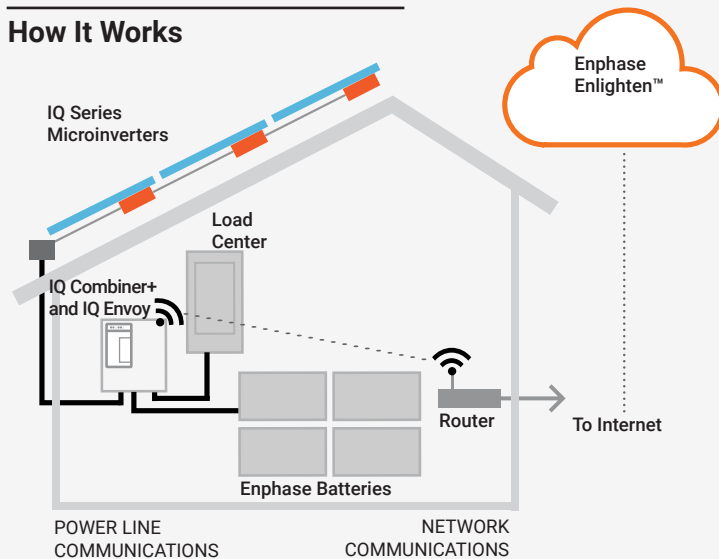 How It Works
Enphase
Enlighten™
IQ Series
Microinverters
Load
Center
IQ Combiner+
and IQ Envoy
Router
To Internet
Enphase Batteries
POWER LINE
COMMUNICATIONS
NETWORK
COMMUNICATIONS